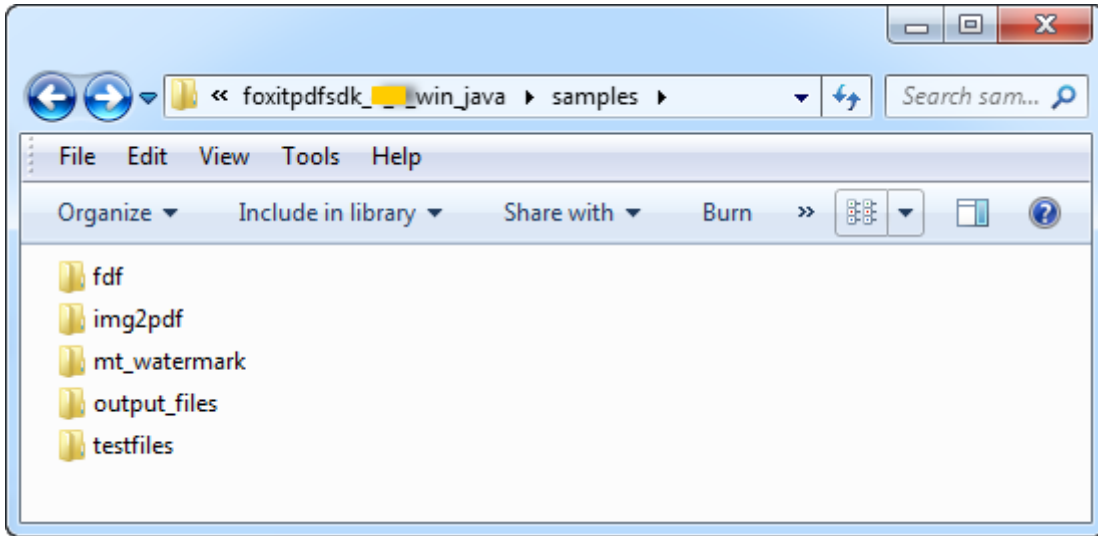 « foxitpdfsdk_ _ _win_java ▸ samples ▸ Search sam...
File Edit View Tools Help
Organize ▾ Include in library ▾ Share with ▾ Burn »
fdf
img2pdf
mt_watermark
output_files
testfiles